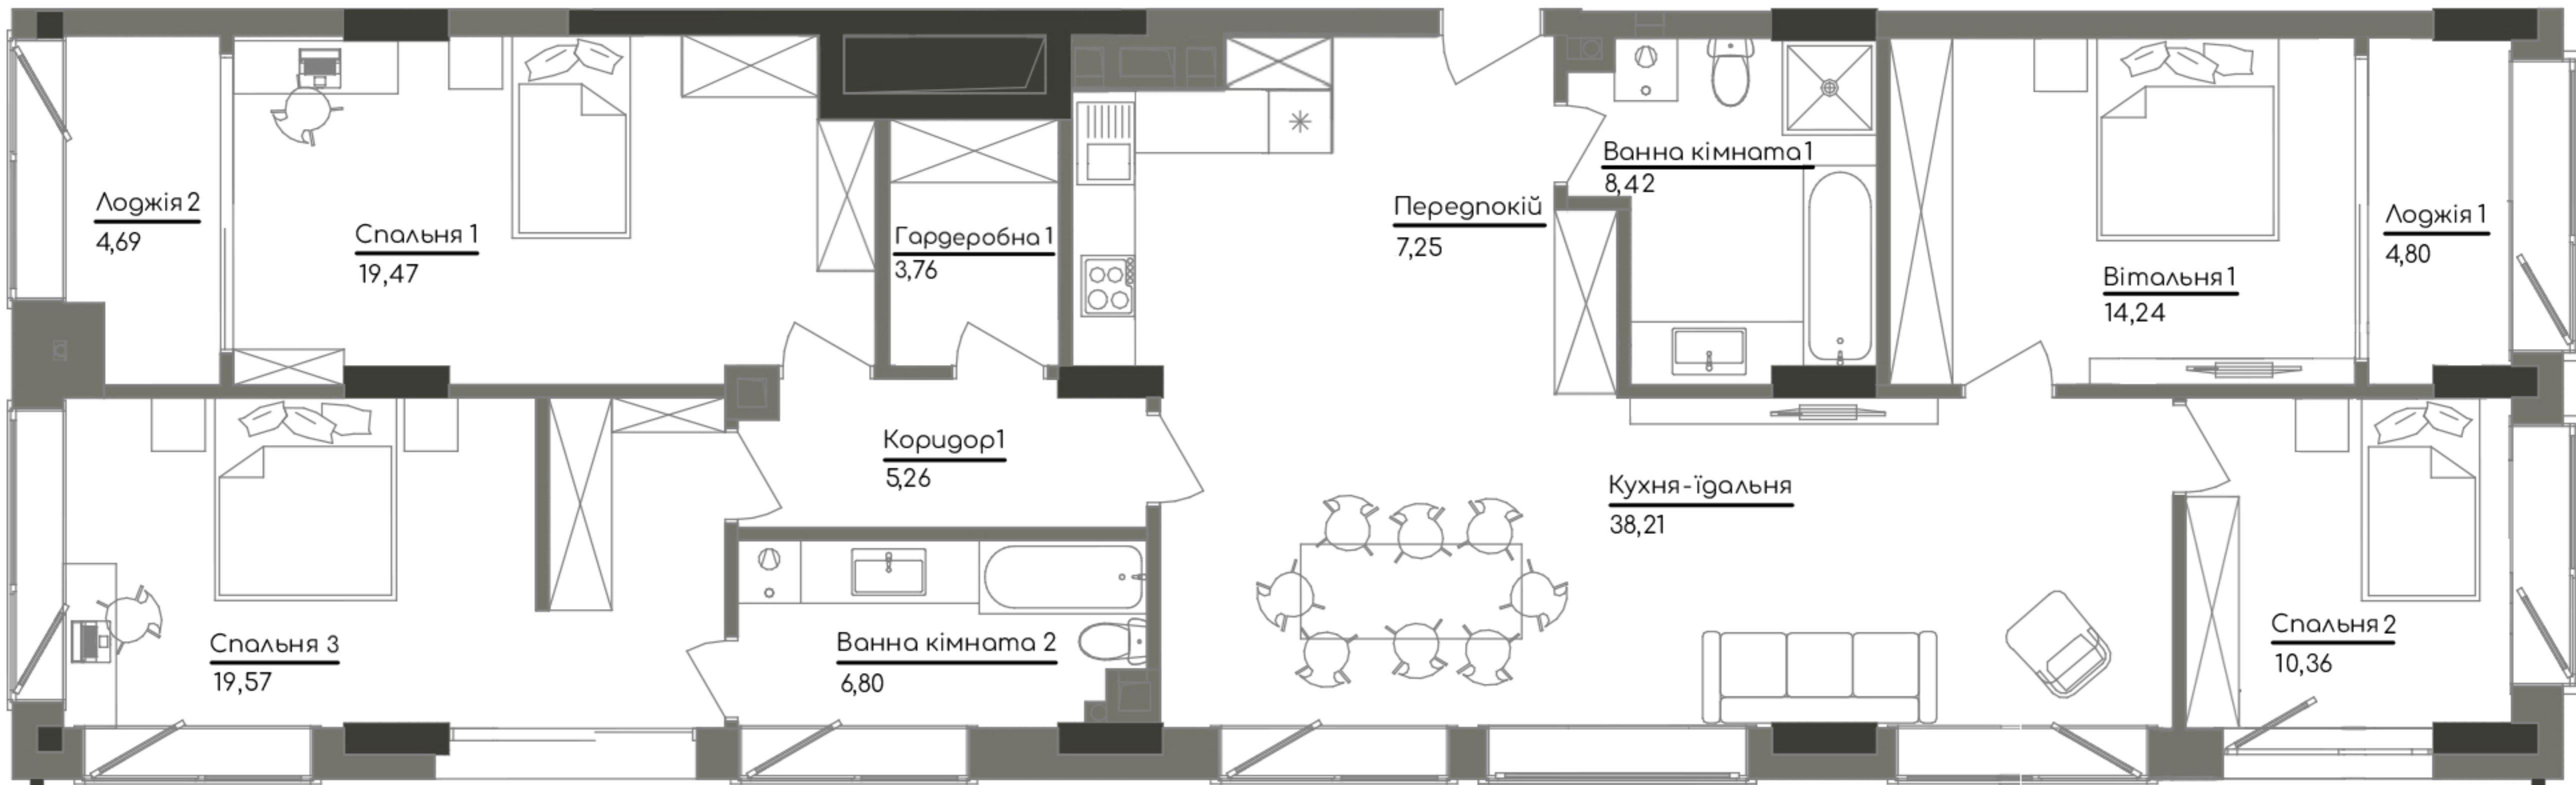 Лоджія 2
4,69
Спальня 1
19,47
Гардеробна 1
3,76
Передпокій
7,25
Ванна кімната 1
8,42
Вітальня 1
14,24
Лоджія 1
4,80
Спальня 3
19,57
Коридор 1
5,26
Ванна кімната 2
6,80
Кухня-їдальня
38,21
Спальня 2
10,36